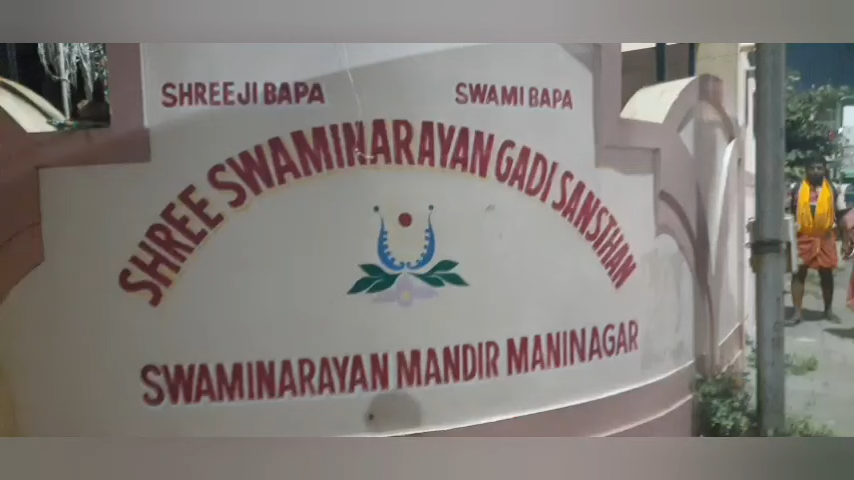 SHREEJI BAPA
SWAMI BAPA
SHREE SWAMINARAYAN GADI SANSTHAN
SWAMINARAYAN MANDIR MANINAGAR